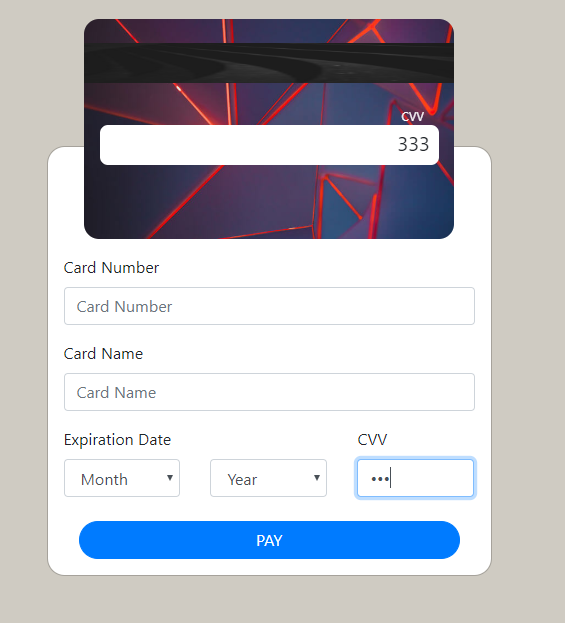 CVV
333
Card Number
Card Number
Card Name
Card Name
Expiration Date CVV
Month Year •••
PAY